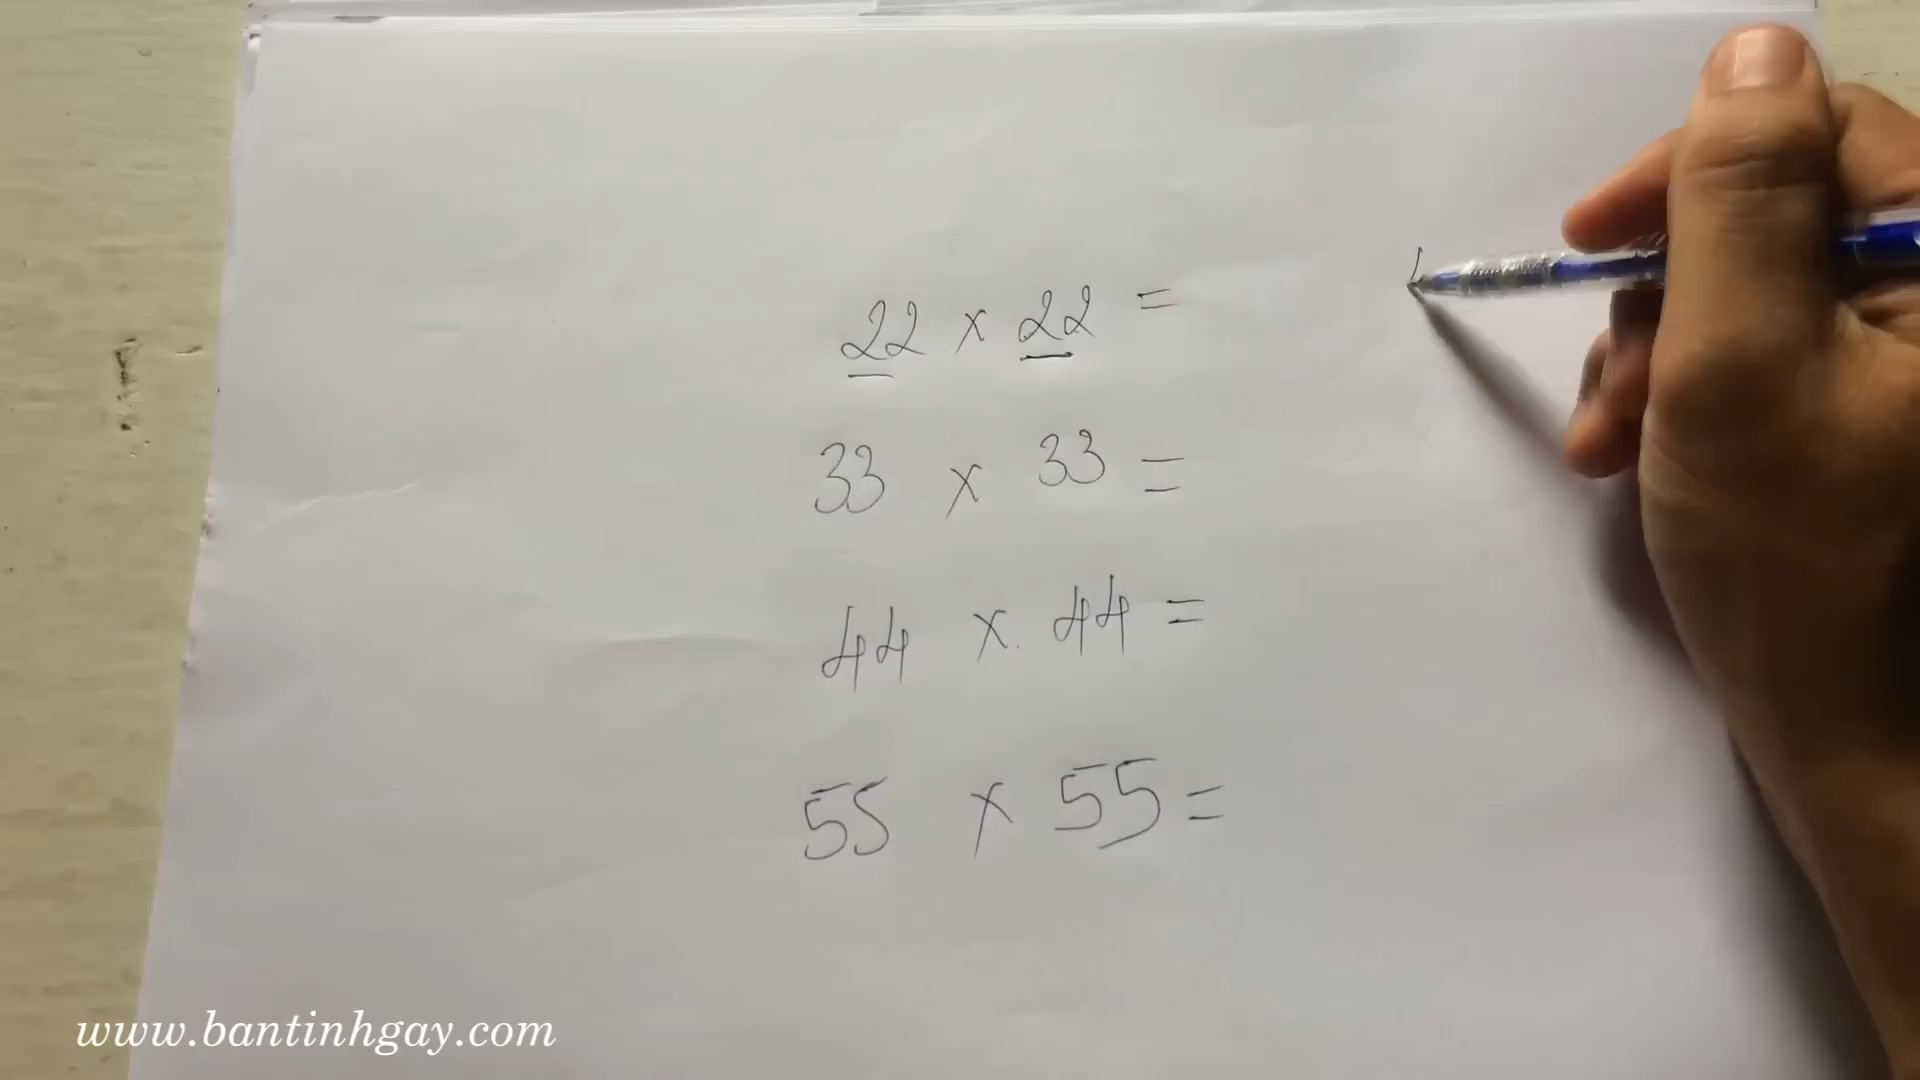 22 x 22 =
33 x 33 =
44 x 44 =
55 x 55 =
www.bantinhgay.com